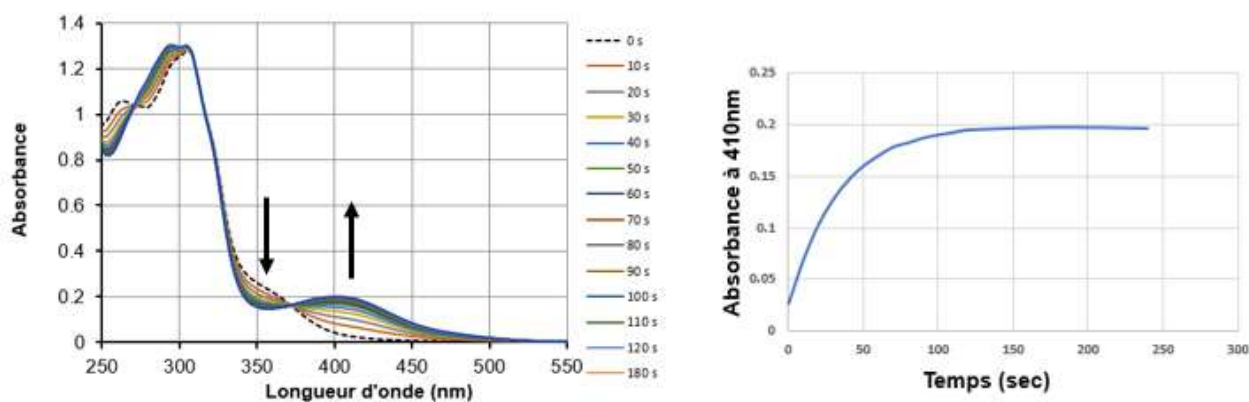 Absorbance
1.4
1.2
1
0.8
0.6
0.4
0.2
0
250
300
350
400
450
500
550
Longueur d'onde (nm)
0 s
10 s
20 s
30 s
40 s
50 s
60 s
70 s
80 s
90 s
100 s
110 s
120 s
180 s
Absorbance à 410nm
0.25
0.2
0.15
0.1
0.05
0
0
50
100
150
200
250
300
Temps (sec)